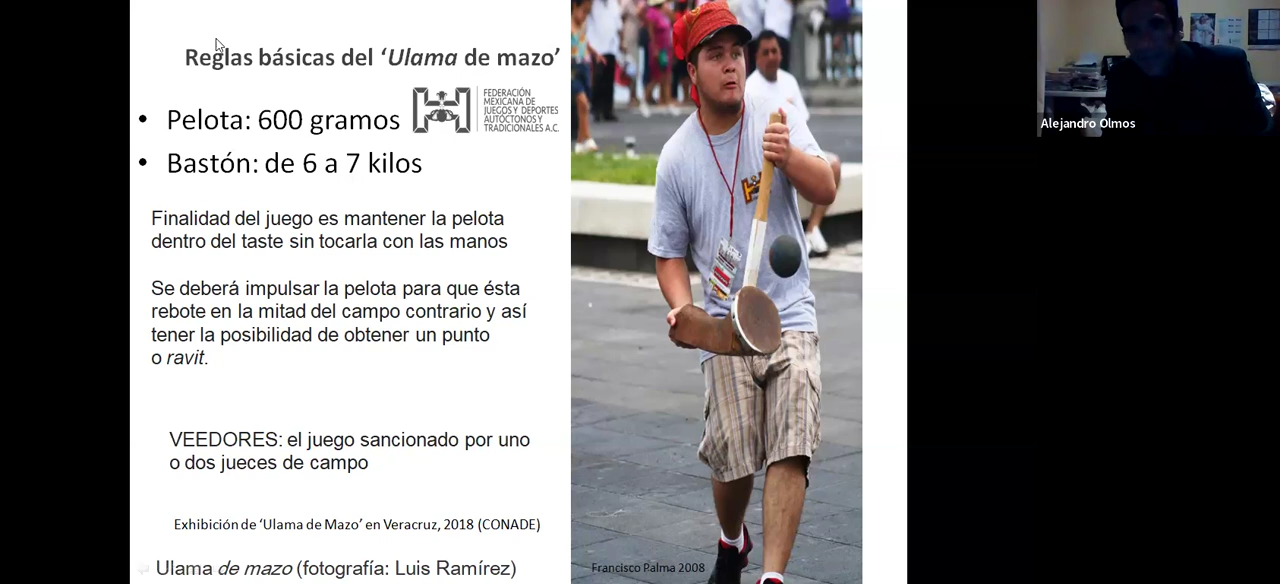 Reglas básicas del ‘Ulama de mazo’
• Pelota: 600 gramos
FEDERACIÓN
MEXICANA DE
JUEGOS Y DEPORTES
AUTÓCTONOS Y
TRADICIONALES A.C.
• Bastón: de 6 a 7 kilos
Finalidad del juego es mantener la pelota
dentro del taste sin tocarla con las manos
Se deberá impulsar la pelota para que ésta
rebote en la mitad del campo contrario y así
tener la posibilidad de obtener un punto
o ravit.
VEEDORES: el juego sancionado por uno
o dos jueces de campo
Exhibición de ‘Ulama de Mazo’ en Veracruz, 2018 (CONADE)
Ulama de mazo (fotografía: Luis Ramírez)
Francisco Palma 2008
Alejandro Olmos